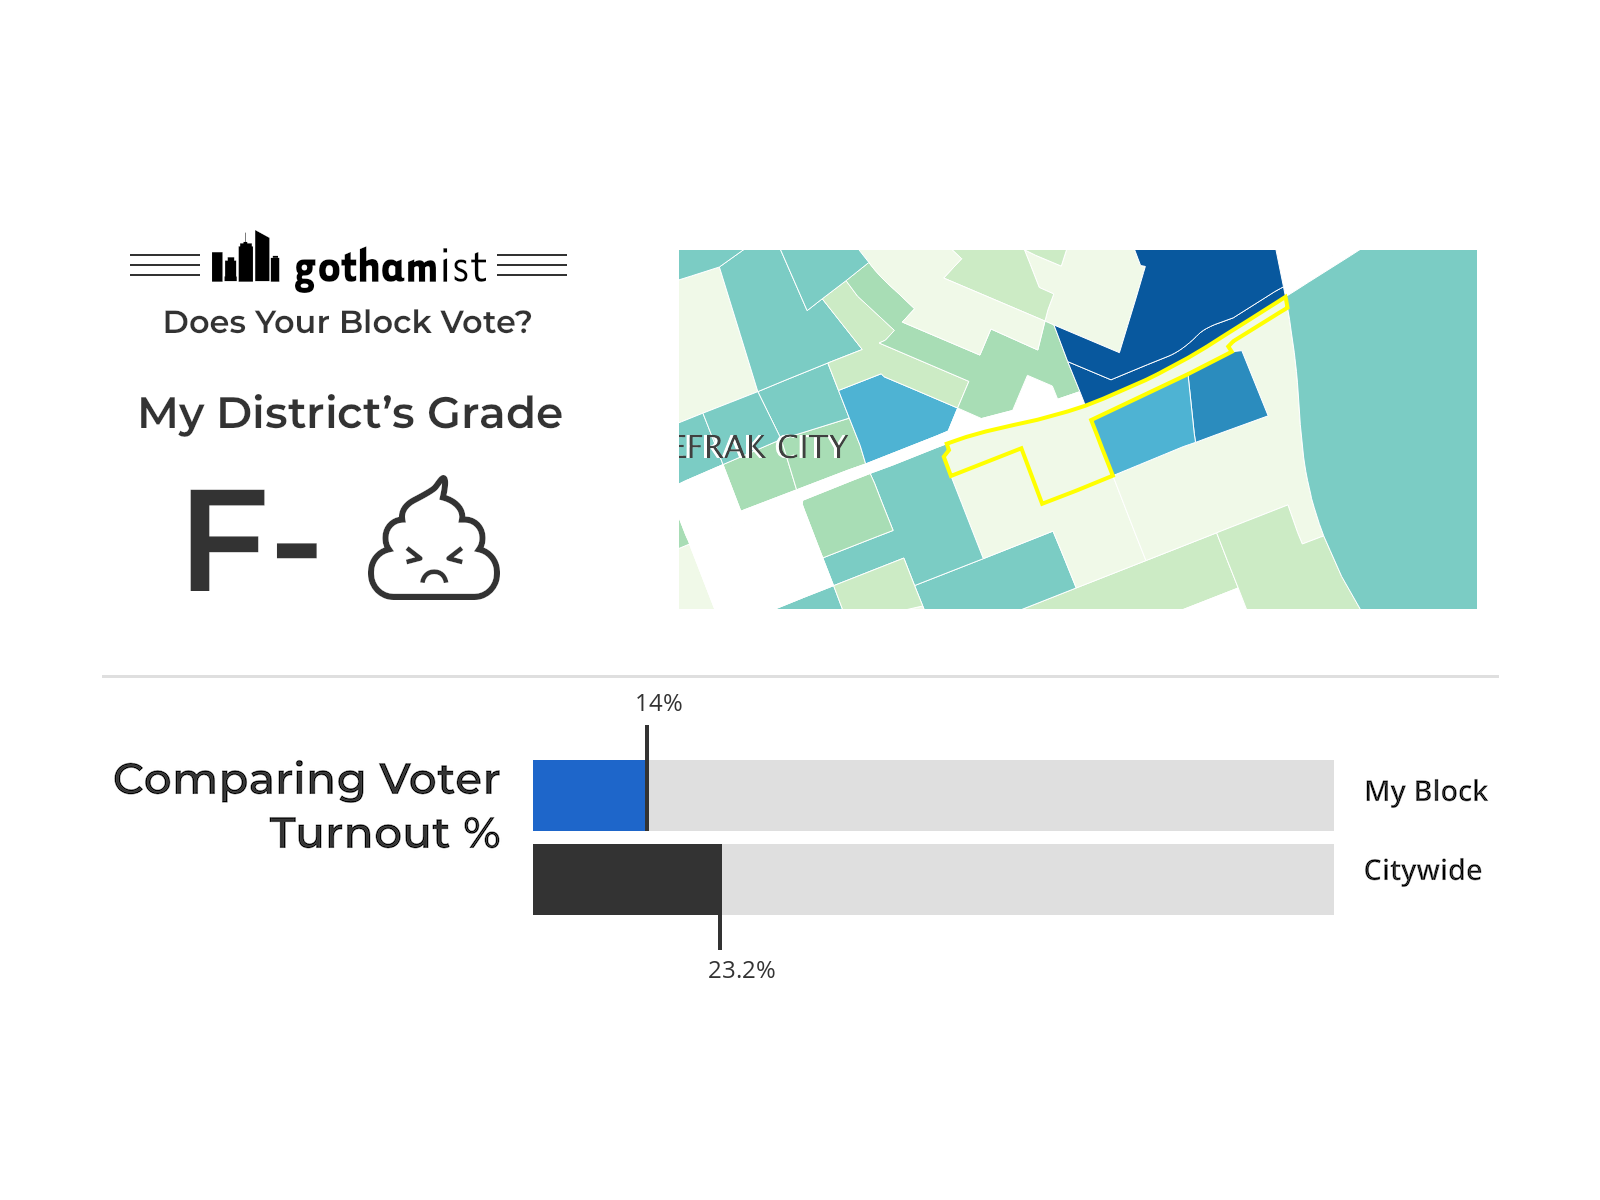 gothamist
Does Your Block Vote?
My District’s Grade
F-
EFRAK CITY
14%
Comparing Voter
Turnout %
My Block
Citywide
23.2%